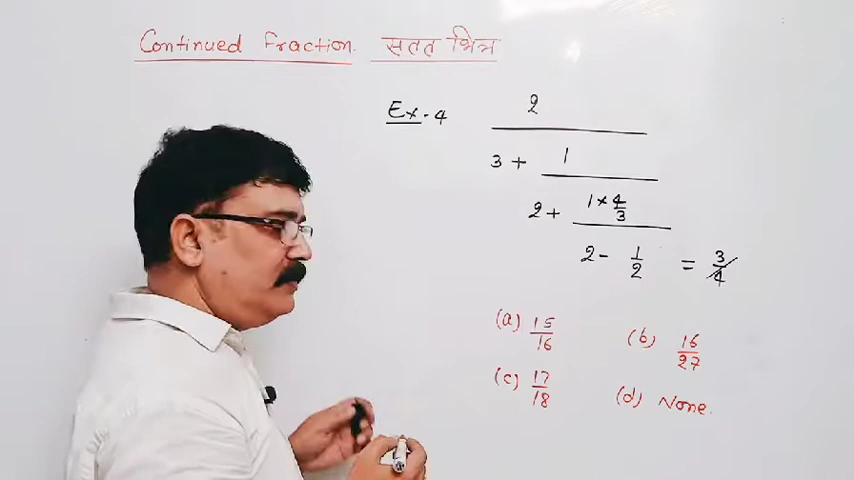 Continued Fraction. सतत भिन्न
Ex. 4
2
3 + 1
2 + 1 × 4/3
2 - 1/2 = 3/4
(a) 15/16 (b) 16/27
(c) 17/18 (d) None.